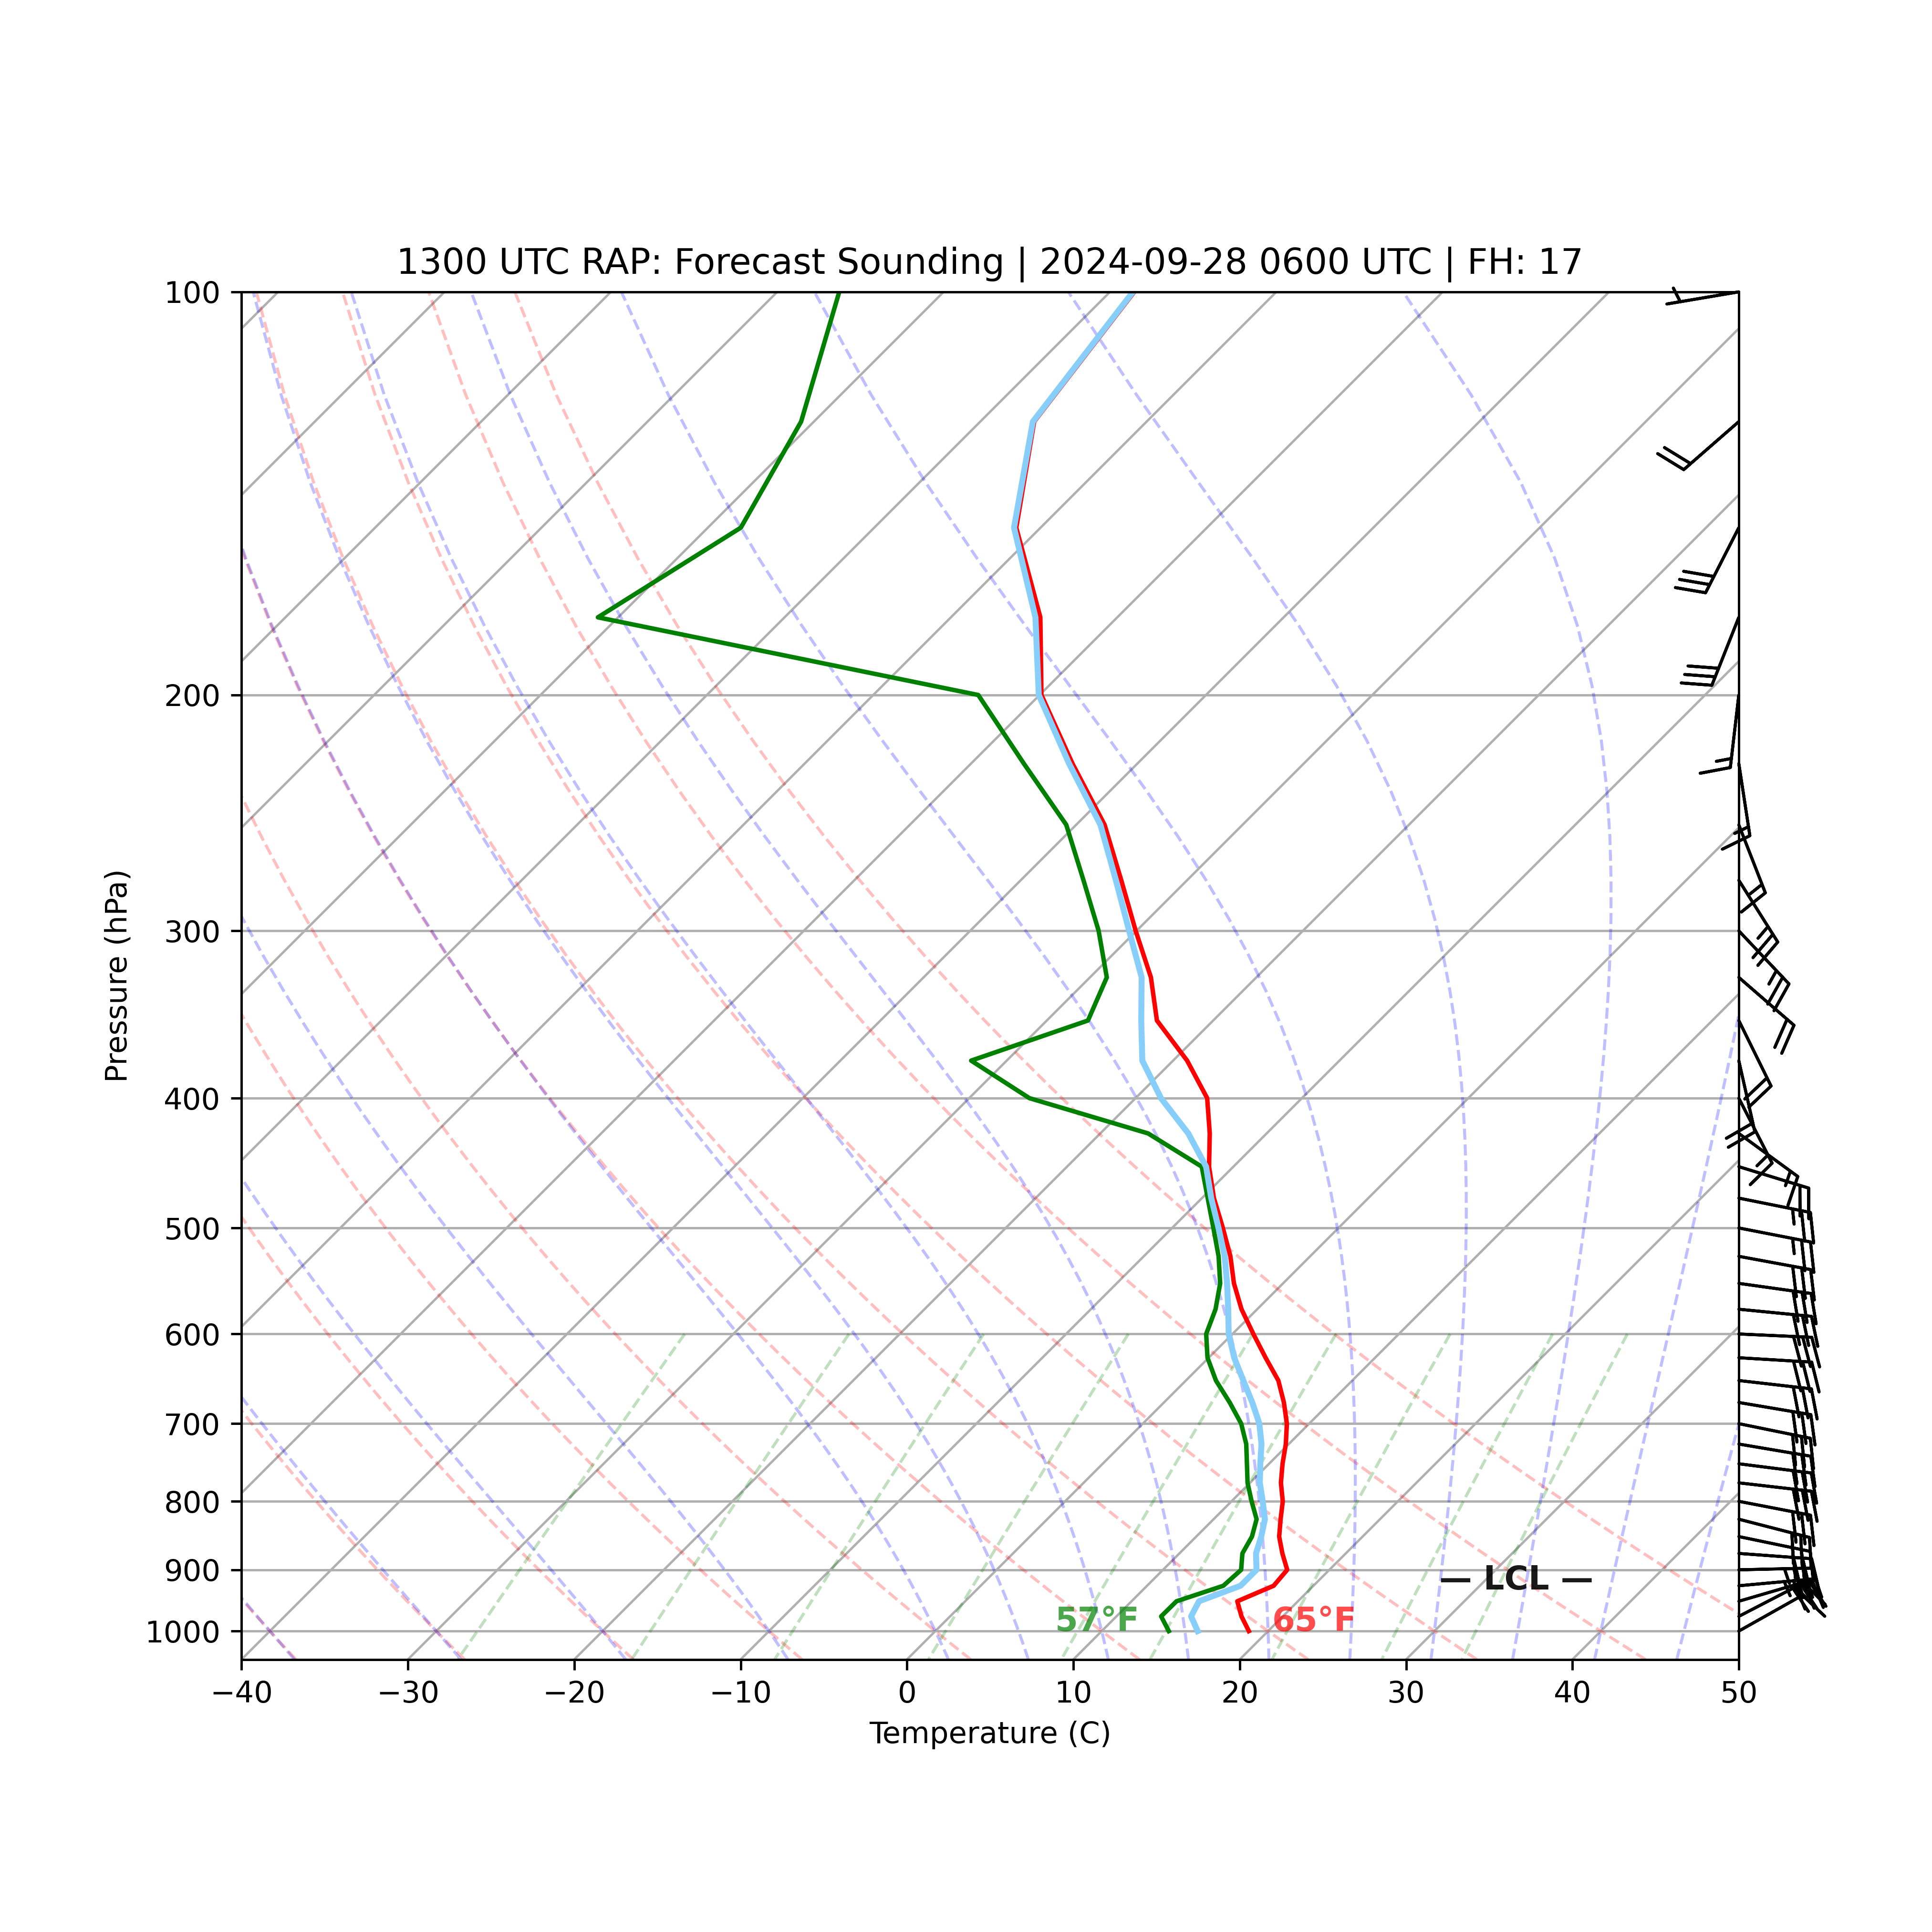 1300 UTC RAP: Forecast Sounding | 2024-09-28 0600 UTC | FH: 17
100
200
300
400
500
600
700
800
900
1000
Pressure (hPa)
— LCL —
57°F 65°F
−40 −30 −20 −10 0 10 20 30 40 50
Temperature (C)